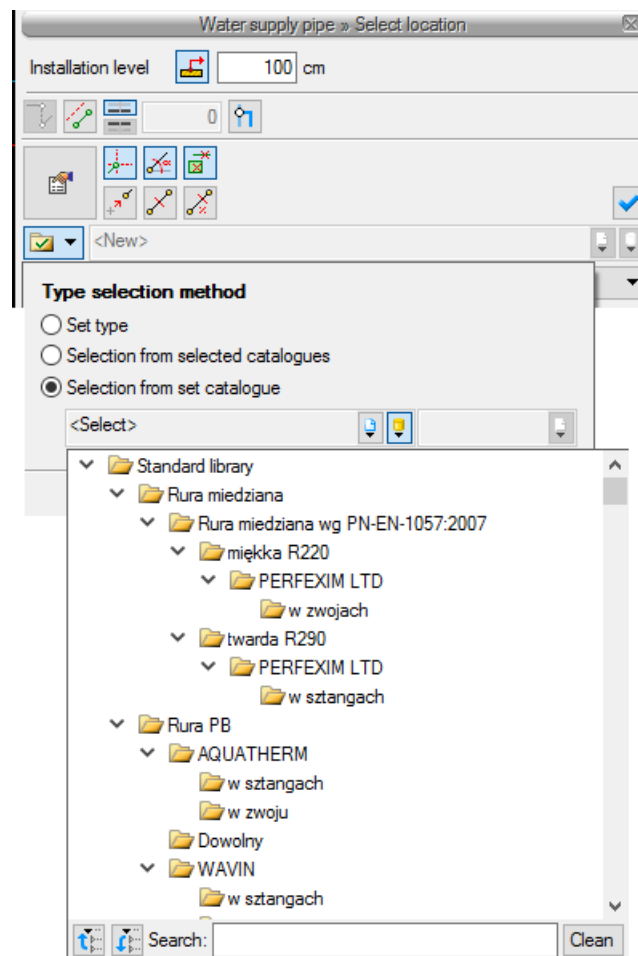 Water supply pipe » Select location
Installation level 100 cm
0
<New>
Type selection method
Set type
Selection from selected catalogues
Selection from set catalogue
<Select>
Standard library
Rura miedziana
Rura miedziana wg PN-EN-1057:2007
miękka R220
PERFEXIM LTD
w zwojach
twarda R290
PERFEXIM LTD
w sztangach
Rura PB
AQUATHERM
w sztangach
w zwoju
Dowolny
WAVIN
w sztangach
Search: Clean